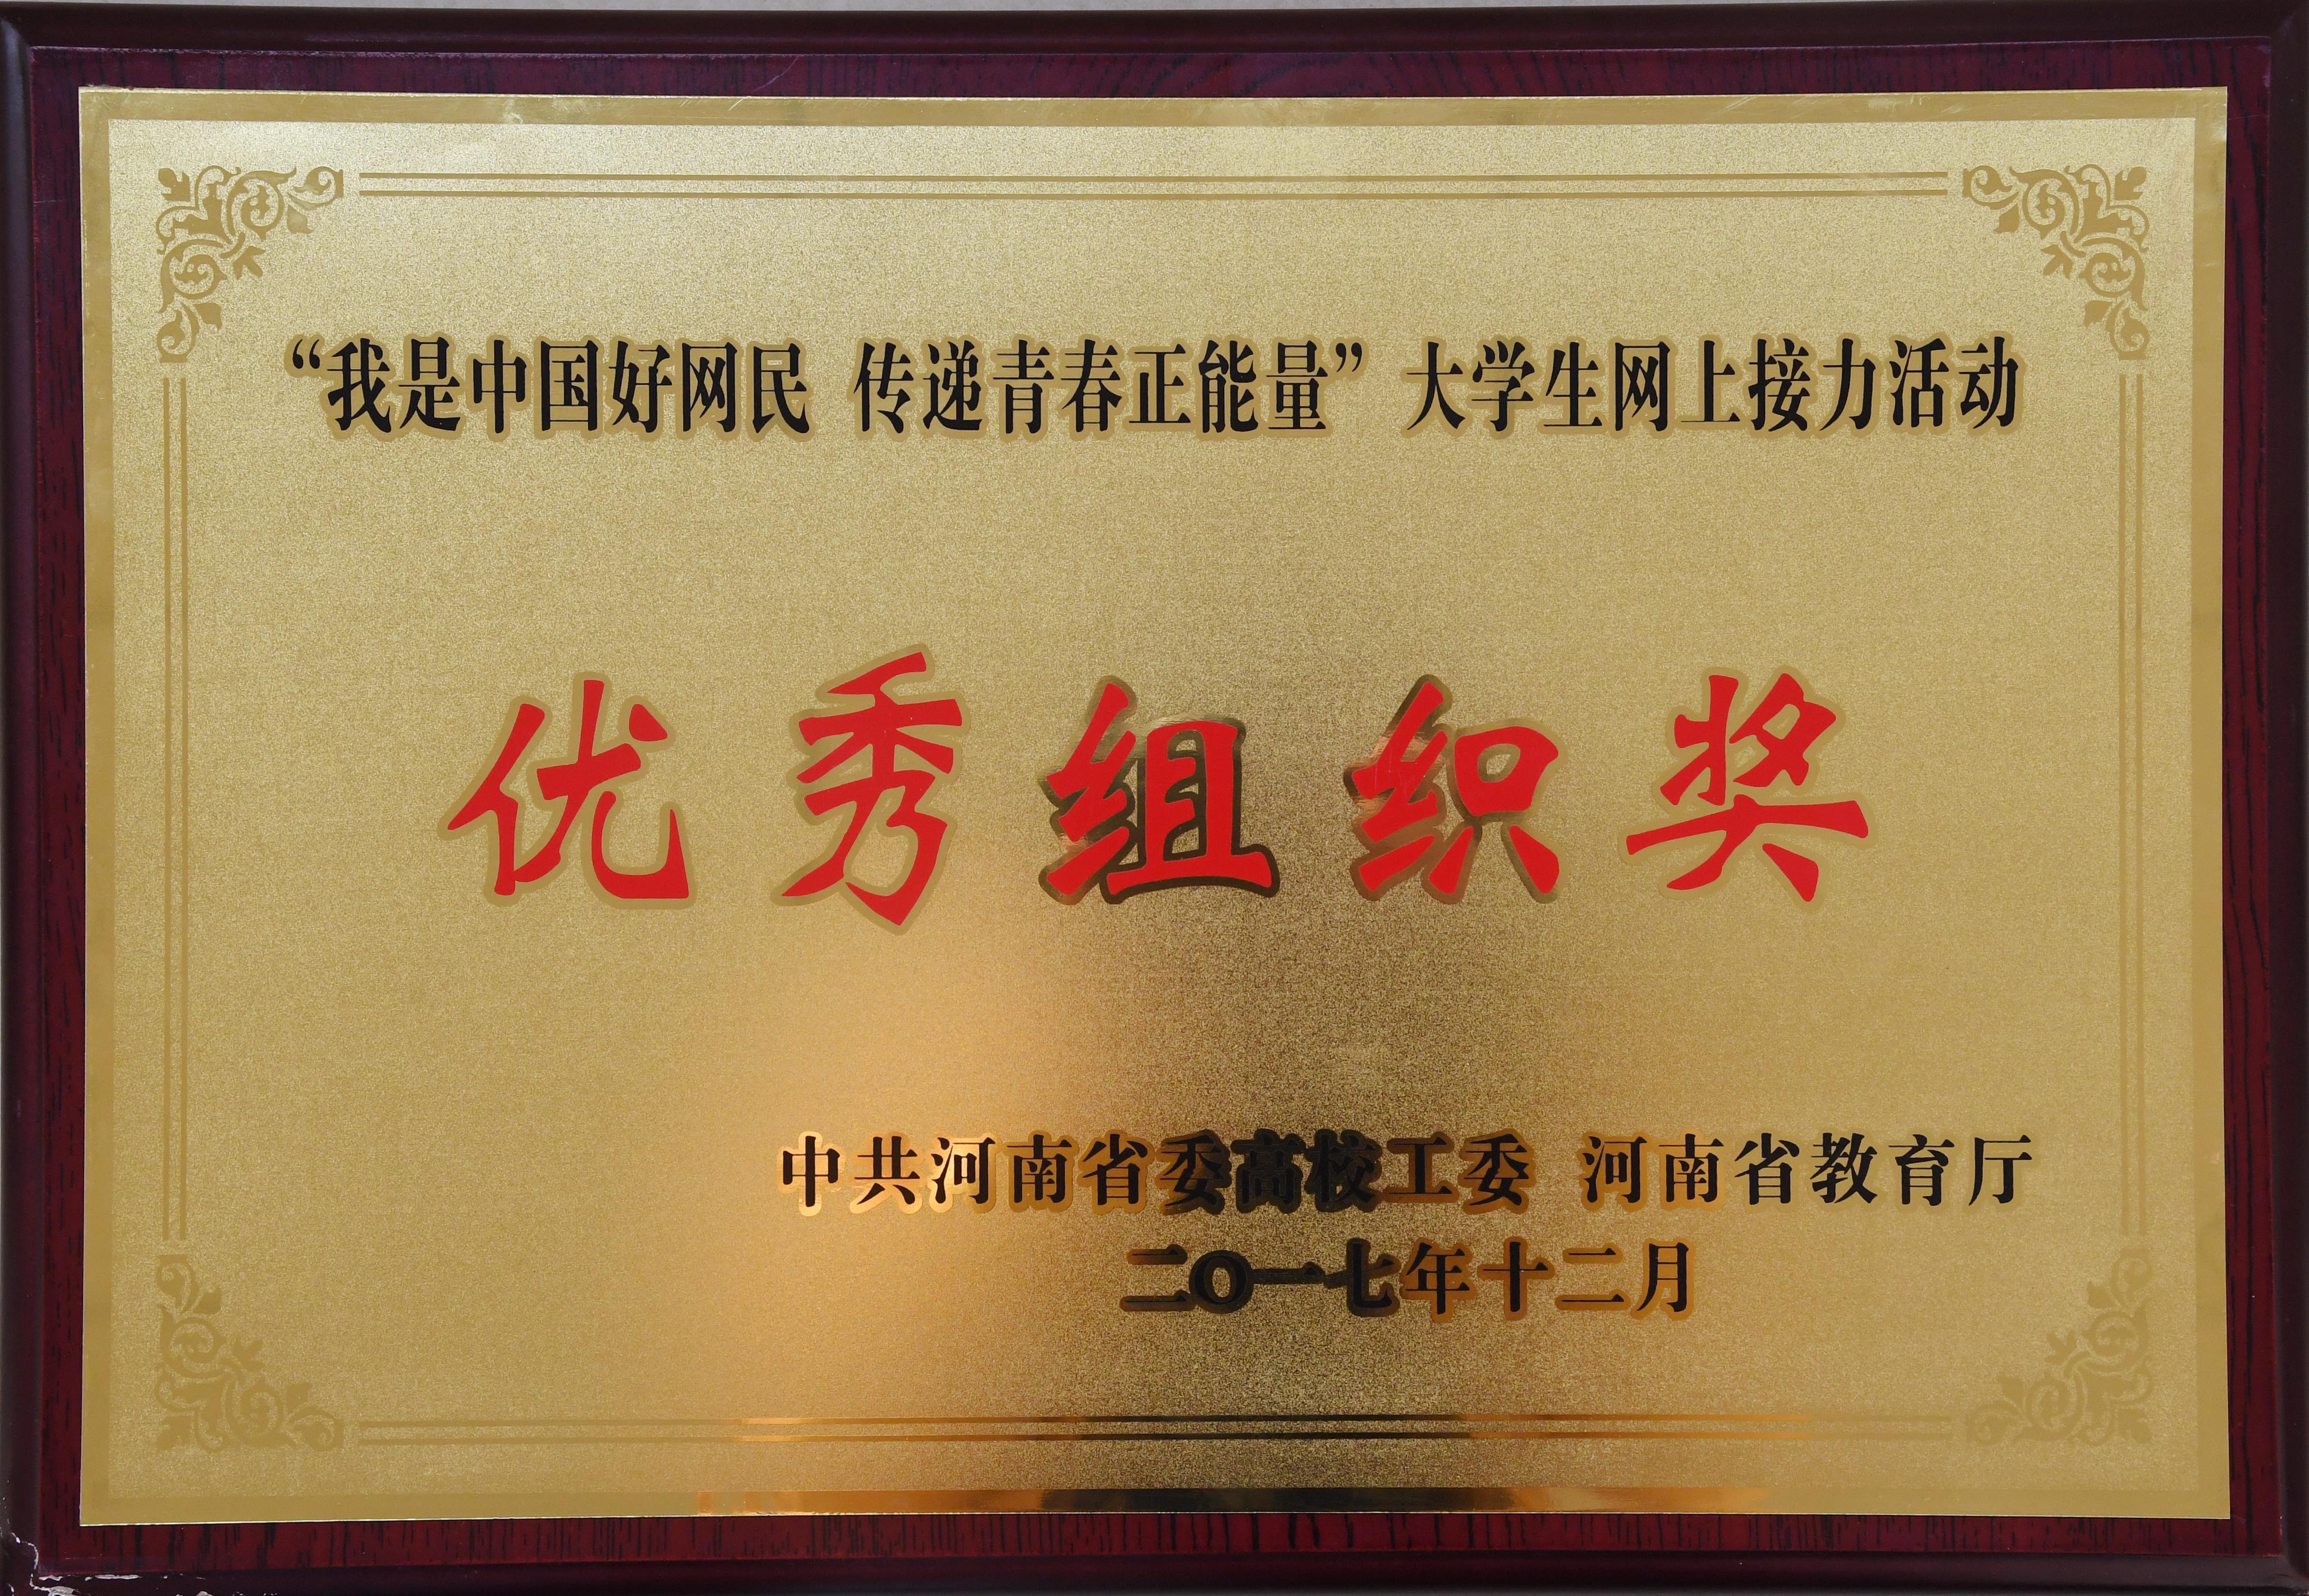 “我是中国好网民 传递青春正能量”大学生网上接力活动
优秀组织奖
中共河南省委高校工委 河南省教育厅
二〇一七年十二月